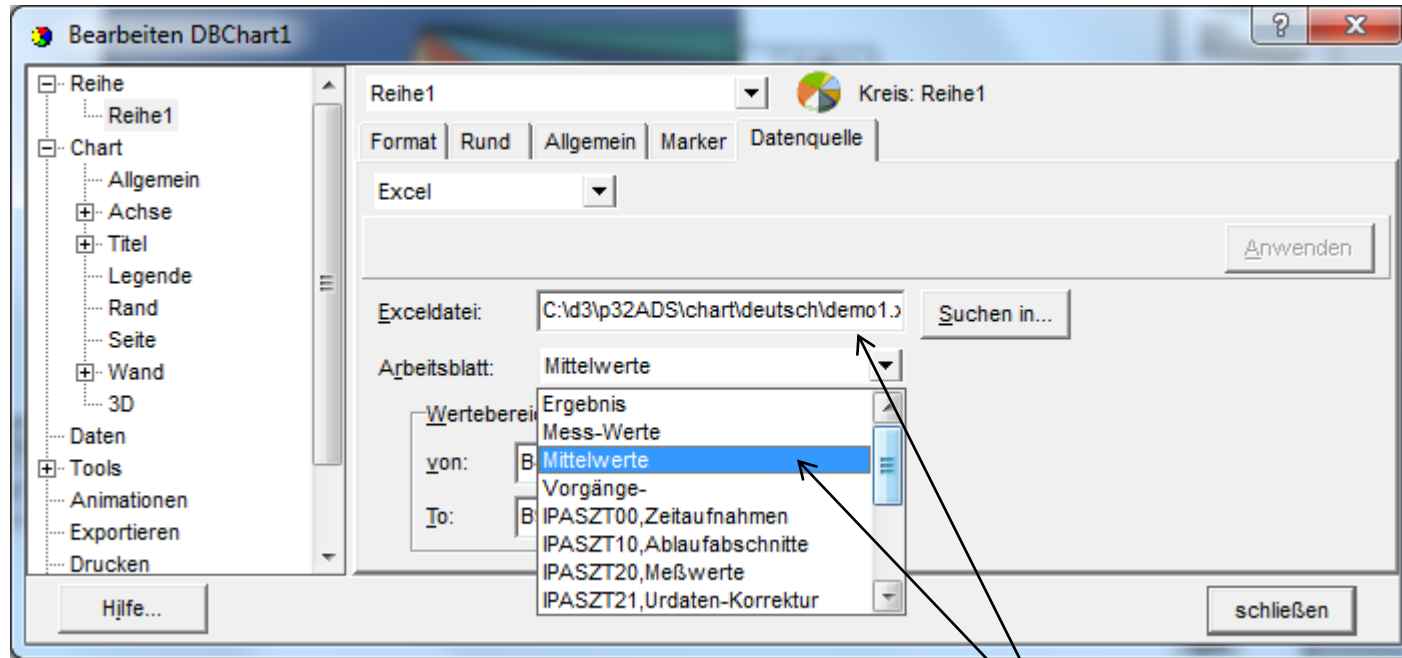 Bearbeiten DBChart1
Reihe
Reihe1
Chart
Allgemein
Achse
Titel
Legende
Rand
Seite
Wand
3D
Daten
Tools
Animationen
Exportieren
Drucken
Reihe1
Kreis: Reihe1
Format Rund Allgemein Marker Datenquelle
Excel
Anwenden
Exceldatei: C:\d3\p32ADS\chart\deutsch\demo1.x Suchen in...
Arbeitsblatt: Mittelwerte
Ergebnis
Mess-Werte
Mittelwerte
Vorgänge-
IPASZT00,Zeitaufnahmen
IPASZT10,Ablaufabschnitte
IPASZT20,Meßwerte
IPASZT21,Urdaten-Korrektur
Wertebereich
von:
To:
Hilfe...
schließen